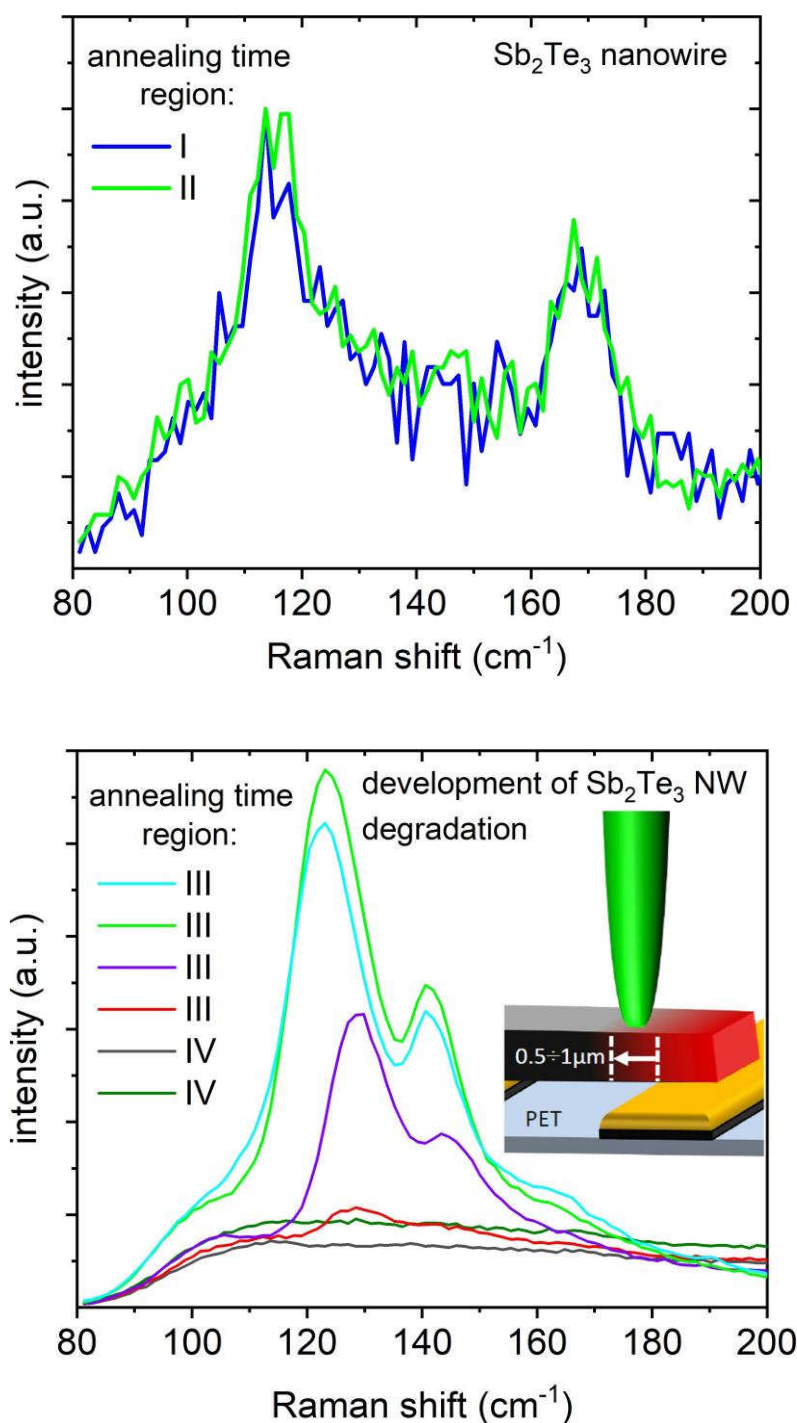 annealing time
region:
I
II
Sb₂Te₃ nanowire
intensity (a.u.)
80 100 120 140 160 180 200
Raman shift (cm⁻¹)
annealing time
region:
III
III
III
III
IV
IV
development of Sb₂Te₃ NW
degradation
0.5÷1μm
PET
intensity (a.u.)
80 100 120 140 160 180 200
Raman shift (cm⁻¹)